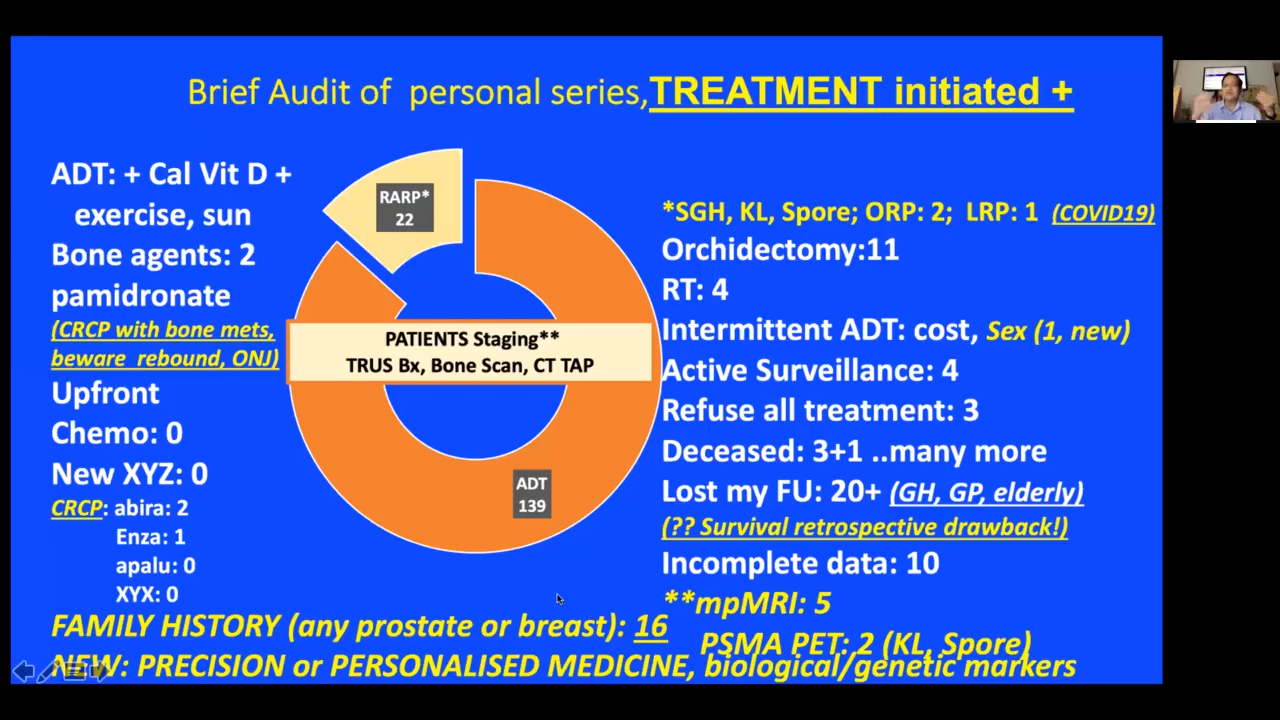 Brief Audit of personal series,TREATMENT initiated +
ADT: + Cal Vit D +
exercise, sun
Bone agents: 2
pamidronate
(CRCP with bone mets,
beware rebound, ONJ)
Upfront
Chemo: 0
New XYZ: 0
CRCP: abira: 2
Enza: 1
apalu: 0
XYX: 0
RARP*
22
PATIENTS Staging**
TRUS Bx, Bone Scan, CT TAP
ADT
139
*SGH, KL, Spore; ORP: 2; LRP: 1 (COVID19)
Orchidectomy:11
RT: 4
Intermittent ADT: cost, Sex (1, new)
Active Surveillance: 4
Refuse all treatment: 3
Deceased: 3+1 ..many more
Lost my FU: 20+ (GH, GP, elderly)
(?? Survival retrospective drawback!)
Incomplete data: 10
**mpMRI: 5
PSMA PET: 2 (KL, Spore)
FAMILY HISTORY (any prostate or breast): 16
NEW: PRECISION or PERSONALISED MEDICINE, biological/genetic markers